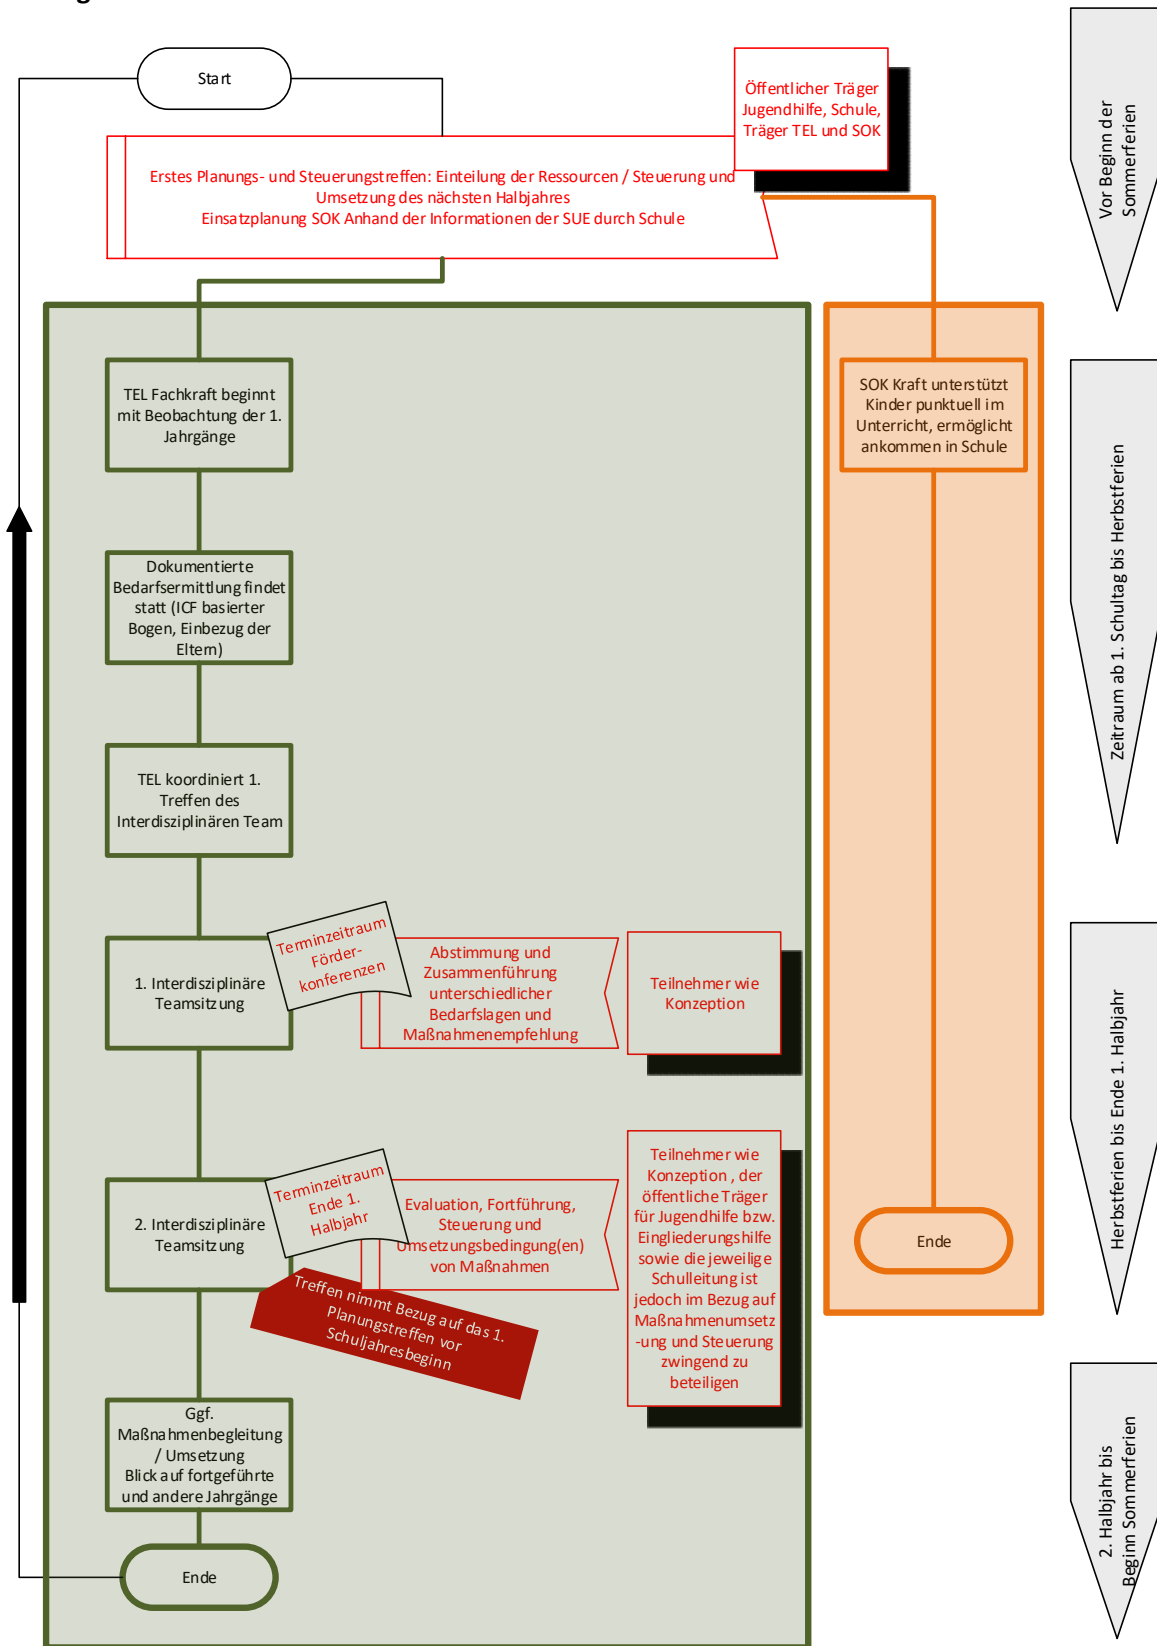 Start
Öffentlicher Träger
Jugendhilfe, Schule,
Träger TEL und SOK
Erstes Planungs- und Steuerungstreffen: Einteilung der Ressourcen / Steuerung und
Umsetzung des nächsten Halbjahres
Einsatzplanung SOK Anhand der Informationen der SUE durch Schule
Vor Beginn der
Sommerferien
TEL Fachkraft beginnt
mit Beobachtung der 1.
Jahrgänge
SOK Kraft unterstützt
Kinder punktuell im
Unterricht, ermöglicht
ankommen in Schule
Zeitraum ab 1. Schultag bis Herbstferien
Dokumentierte
Bedarfsermittlung findet
statt (ICF basierter
Bogen, Einbezug der
Eltern)
TEL koordiniert 1.
Treffen des
Interdisziplinären Team
1. Interdisziplinäre
Teamsitzung
Terminzeitraum
Förder-
konferenzen
Abstimmung und
Zusammenführung
unterschiedlicher
Bedarfslagen und
Maßnahmenempfehlung
Teilnehmer wie
Konzeption
Herbstferien bis Ende 1. Halbjahr
2. Interdisziplinäre
Teamsitzung
Terminzeitraum
Ende 1.
Halbjahr
Evaluation, Fortführung,
Steuerung und
Umsetzungsbedingung(en)
von Maßnahmen
Teilnehmer wie
Konzeption , der
öffentliche Träger
für Jugendhilfe bzw.
Eingliederungshilfe
sowie die jeweilige
Schulleitung ist
jedoch im Bezug auf
Maßnahmenumsetz
-ung und Steuerung
zwingend zu
beteiligen
Ende
Treffen nimmt Bezug auf das 1.
Planungstreffen vor
Schuljahresbeginn
Ggf.
Maßnahmenbegleitung
/ Umsetzung
Blick auf fortgeführte
und andere Jahrgänge
2. Halbjahr bis
Beginn Sommerferien
Ende